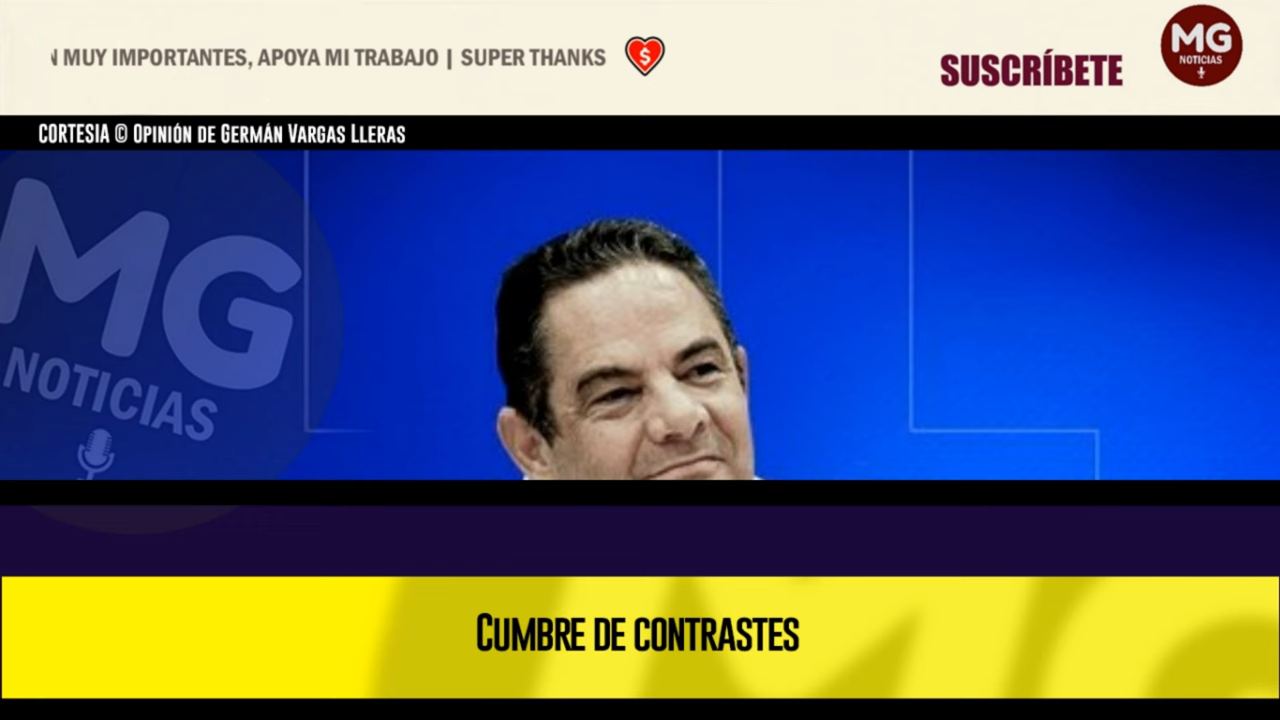 N MUY IMPORTANTES, APOYA MI TRABAJO | SUPER THANKS
$
SUSCRÍBETE
MG
NOTICIAS
CORTESIA © Opinión de Germán Vargas Lleras
MG
NOTICIAS
Cumbre de contrastes